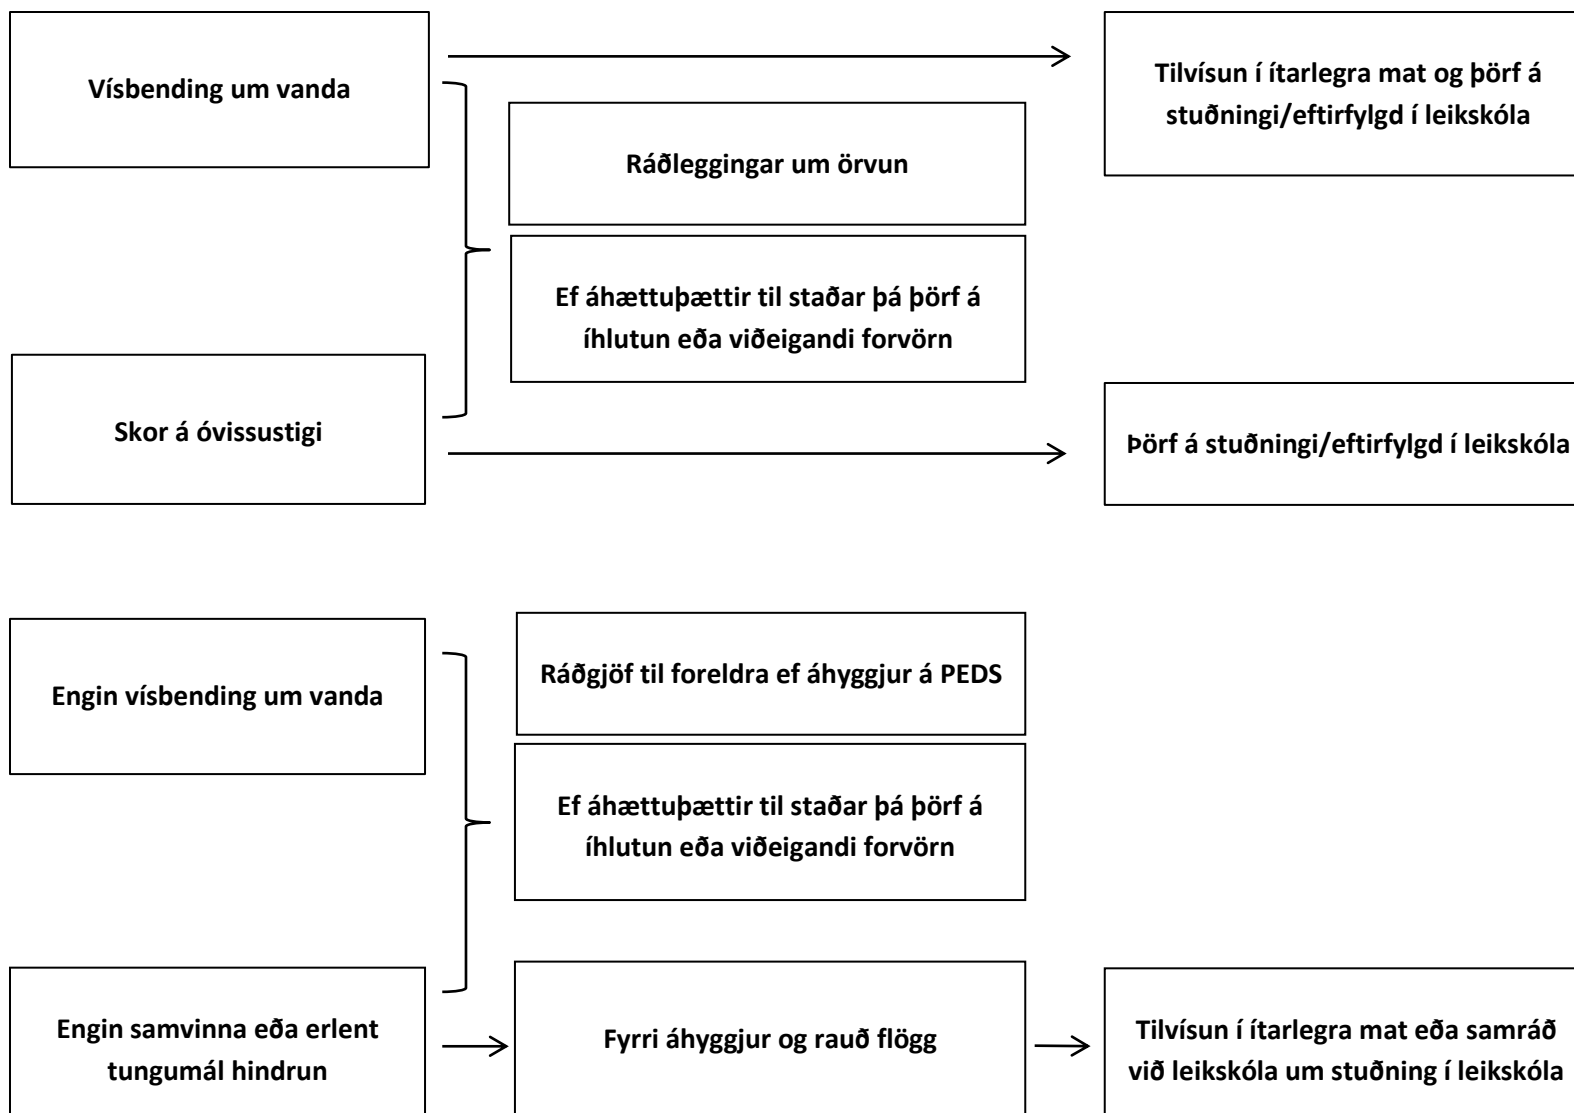 Vísbending um vanda
Tilvísun í ítarlegra mat og þörf á
stuðningi/eftirfylgd í leikskóla
Ráðleggingar um örvun
Ef áhættuþættir til staðar þá þörf á
íhlutun eða viðeigandi forvörn
Skor á óvissustigi
Þörf á stuðningi/eftirfylgd í leikskóla
Engin vísbending um vanda
Ráðgjöf til foreldra ef áhyggjur á PEDS
Ef áhættuþættir til staðar þá þörf á
íhlutun eða viðeigandi forvörn
Engin samvinna eða erlent
tungumál hindrun
Fyrri áhyggjur og rauð flögg
Tilvísun í ítarlegra mat eða samráð
við leikskóla um stuðning í leikskóla